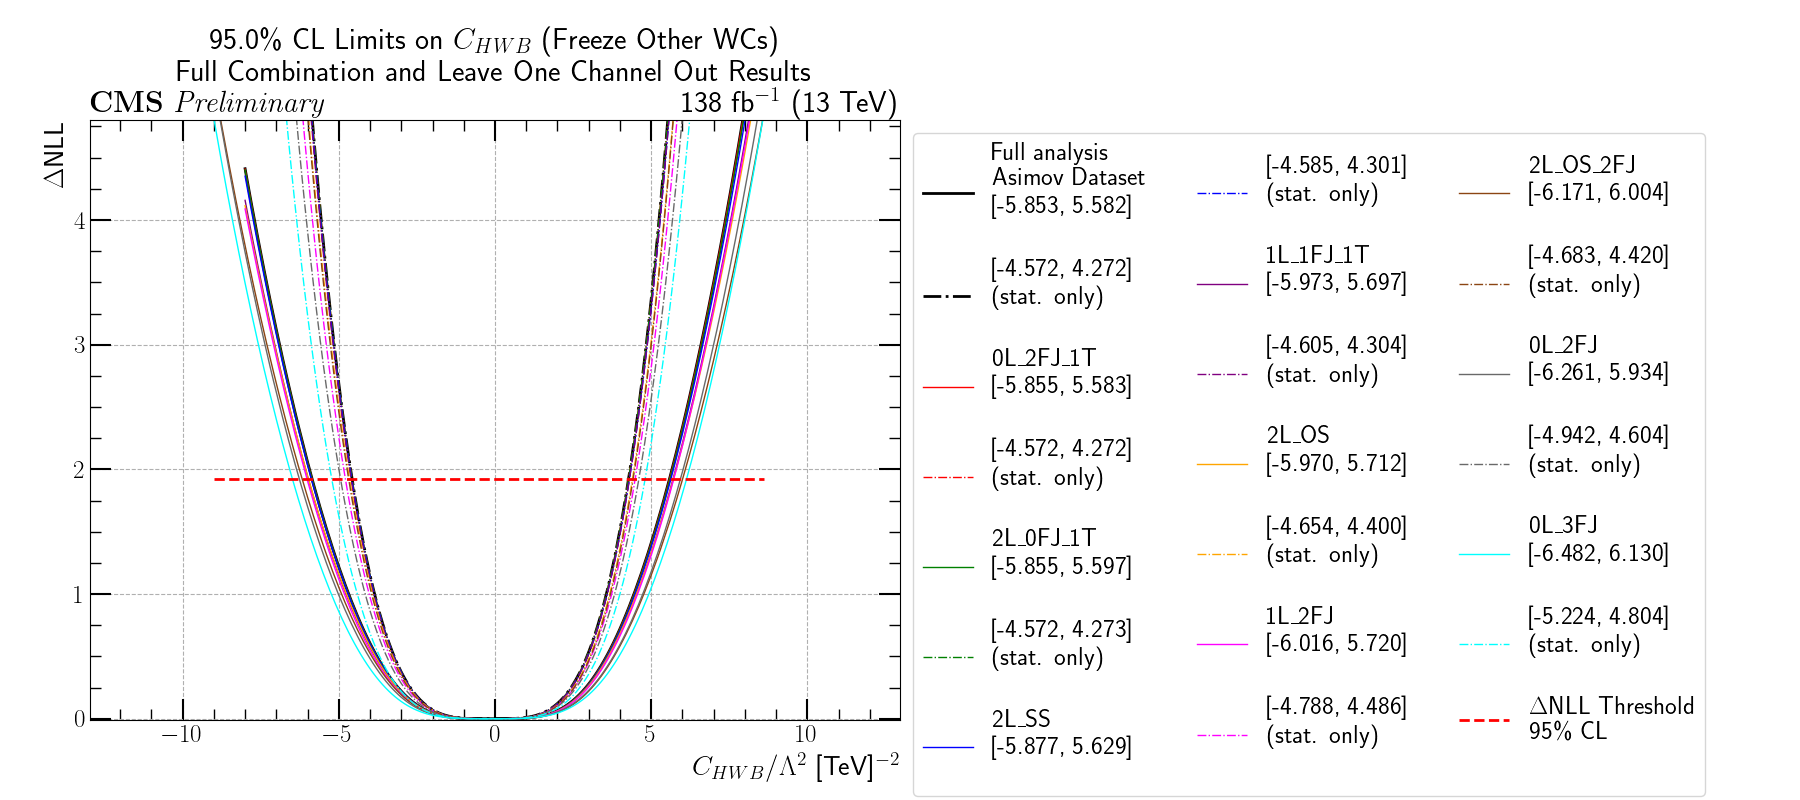 95.0% CL Limits on C_{HWB} (Freeze Other WCs)
Full Combination and Leave One Channel Out Results
CMS Preliminary
138 fb^{-1} (13 TeV)
ΔNLL
4
3
2
1
0
−10
−5
0
5
10
C_{HWB}/Λ^2 [TeV]^{-2}
Full analysis
Asimov Dataset
[-5.853, 5.582]
[-4.572, 4.272]
(stat. only)
0L_2FJ_1T
[-5.855, 5.583]
[-4.572, 4.272]
(stat. only)
2L_0FJ_1T
[-5.855, 5.597]
[-4.572, 4.273]
(stat. only)
2L_SS
[-5.877, 5.629]
[-4.585, 4.301]
(stat. only)
1L_1FJ_1T
[-5.973, 5.697]
[-4.605, 4.304]
(stat. only)
2L_OS
[-5.970, 5.712]
[-4.654, 4.400]
(stat. only)
1L_2FJ
[-6.016, 5.720]
[-4.788, 4.486]
(stat. only)
2L_OS_2FJ
[-6.171, 6.004]
[-4.683, 4.420]
(stat. only)
0L_2FJ
[-6.261, 5.934]
[-4.942, 4.604]
(stat. only)
0L_3FJ
[-6.482, 6.130]
[-5.224, 4.804]
(stat. only)
ΔNLL Threshold
95% CL